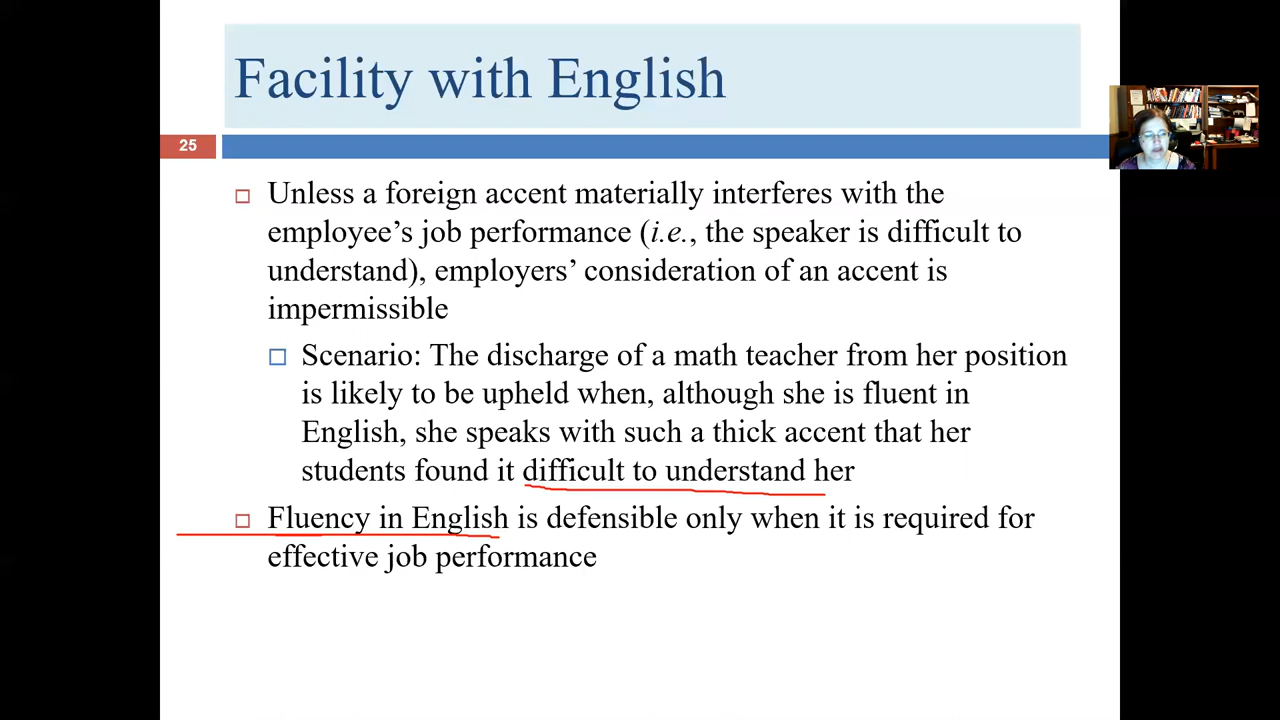 Facility with English
25
□ Unless a foreign accent materially interferes with the
employee’s job performance (i.e., the speaker is difficult to
understand), employers’ consideration of an accent is
impermissible
□ Scenario: The discharge of a math teacher from her position
is likely to be upheld when, although she is fluent in
English, she speaks with such a thick accent that her
students found it difficult to understand her
□ Fluency in English is defensible only when it is required for
effective job performance